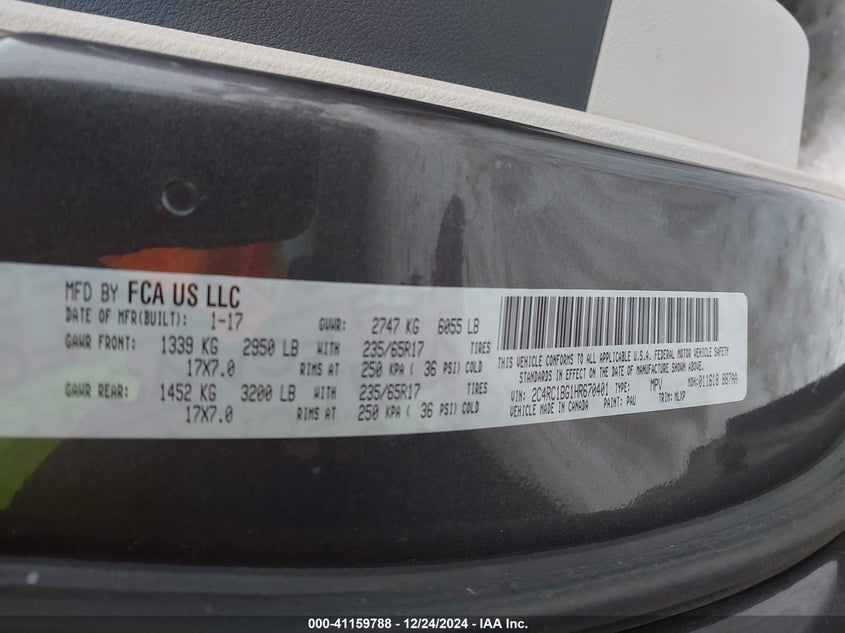 MFD BY FCA US LLC
DATE OF MFR(BUILT): 1-17 GVWR: 2747 KG 6055 LB
GAWR FRONT: 1339 KG 2950 LB WITH 235/65R17 TIRES
17X7.0 RIMS AT 250 KPA ( 36 PSI) COLD
GAWR REAR: 1452 KG 3200 LB WITH 235/65R17 TIRES
17X7.0 RIMS AT 250 KPA ( 36 PSI) COLD
THIS VEHICLE CONFORMS TO ALL APPLICABLE U.S.A. FEDERAL MOTOR VEHICLE SAFETY
STANDARDS IN EFFECT ON THE DATE OF MANUFACTURE SHOWN ABOVE.
VIN: 2C4RC1BG1HR670401 TYPE: MPV MDH: 011618 887AA
VEHICLE MADE IN CANADA PAINT: PAU TRIM: MLXP
000-41159788 — 12/24/2024 — IAA Inc.